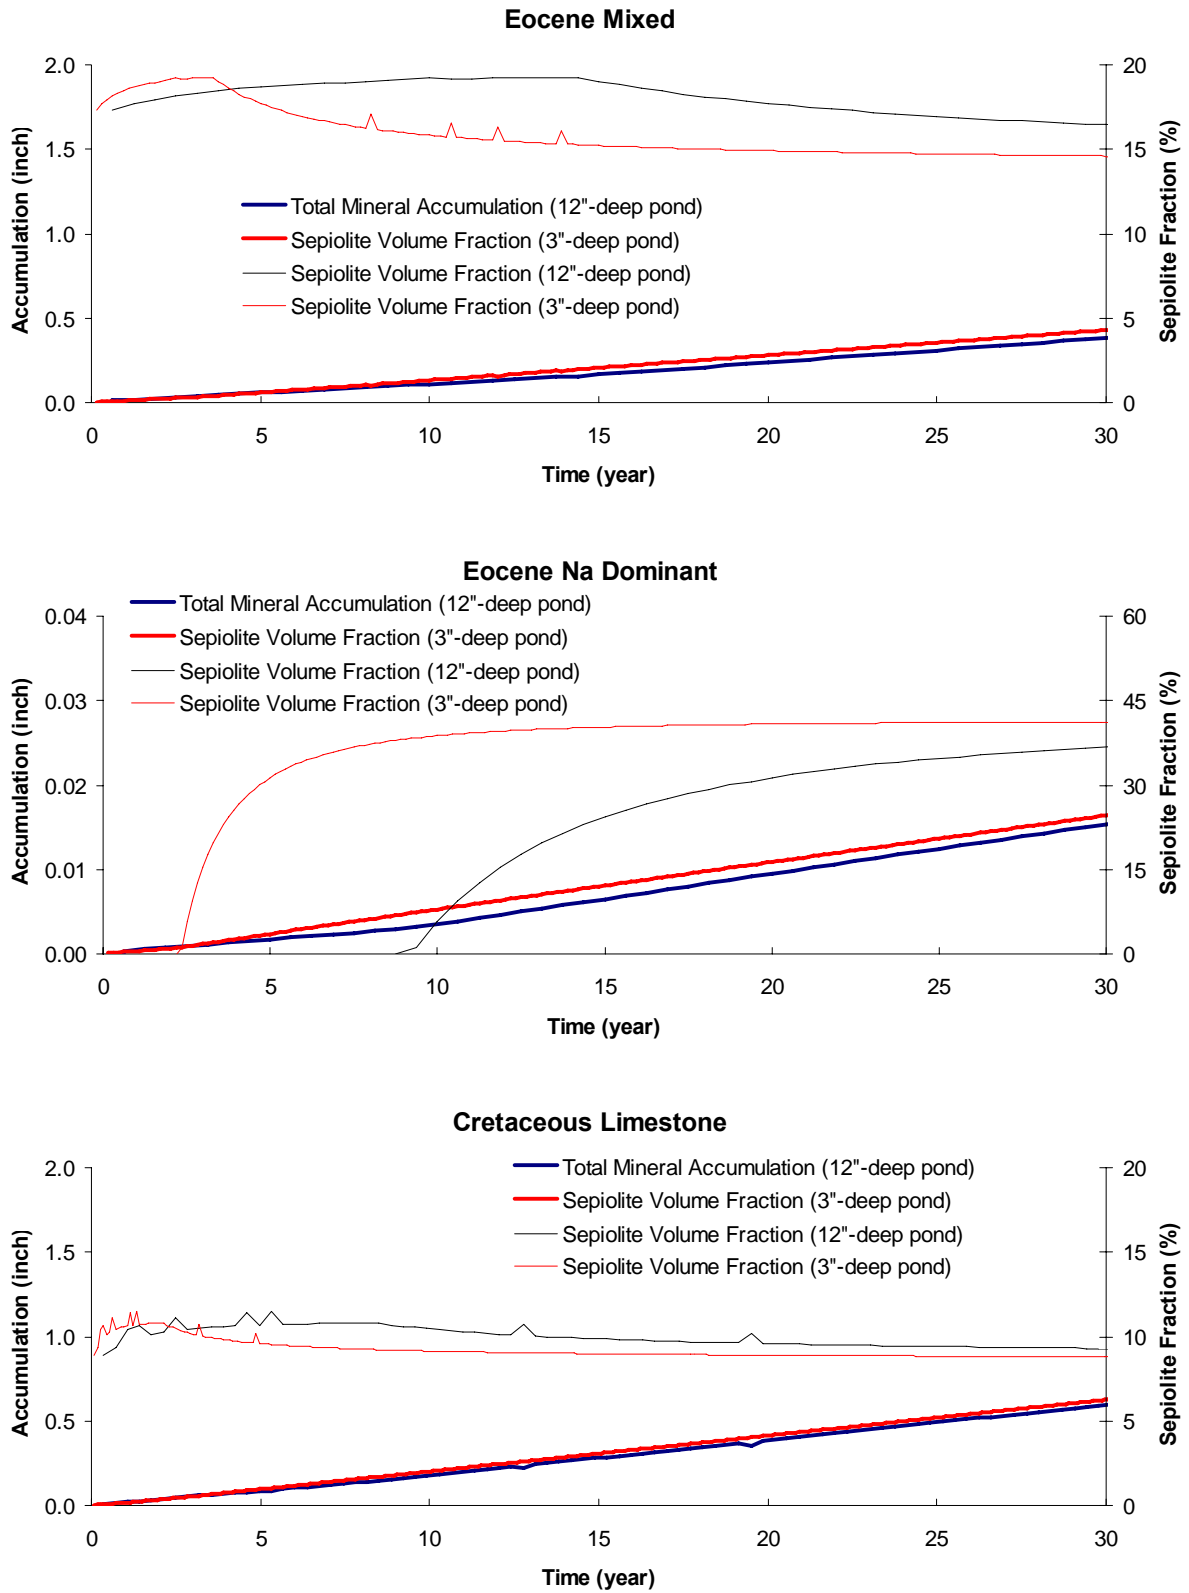 Eocene Mixed
2.0
1.5
1.0
0.5
0.0
Accumulation (inch)
20
15
10
5
0
Sepiolite Fraction (%)
Total Mineral Accumulation (12"-deep pond)
Sepiolite Volume Fraction (3"-deep pond)
Sepiolite Volume Fraction (12"-deep pond)
Sepiolite Volume Fraction (3"-deep pond)
0 5 10 15 20 25 30
Time (year)
Eocene Na Dominant
Total Mineral Accumulation (12"-deep pond)
Sepiolite Volume Fraction (3"-deep pond)
Sepiolite Volume Fraction (12"-deep pond)
Sepiolite Volume Fraction (3"-deep pond)
0.04
0.03
0.02
0.01
0.00
Accumulation (inch)
60
45
30
15
0
Sepiolite Fraction (%)
0 5 10 15 20 25 30
Time (year)
Cretaceous Limestone
Total Mineral Accumulation (12"-deep pond)
Sepiolite Volume Fraction (3"-deep pond)
Sepiolite Volume Fraction (12"-deep pond)
Sepiolite Volume Fraction (3"-deep pond)
2.0
1.5
1.0
0.5
0.0
Accumulation (inch)
20
15
10
5
0
Sepiolite Fraction (%)
0 5 10 15 20 25 30
Time (year)